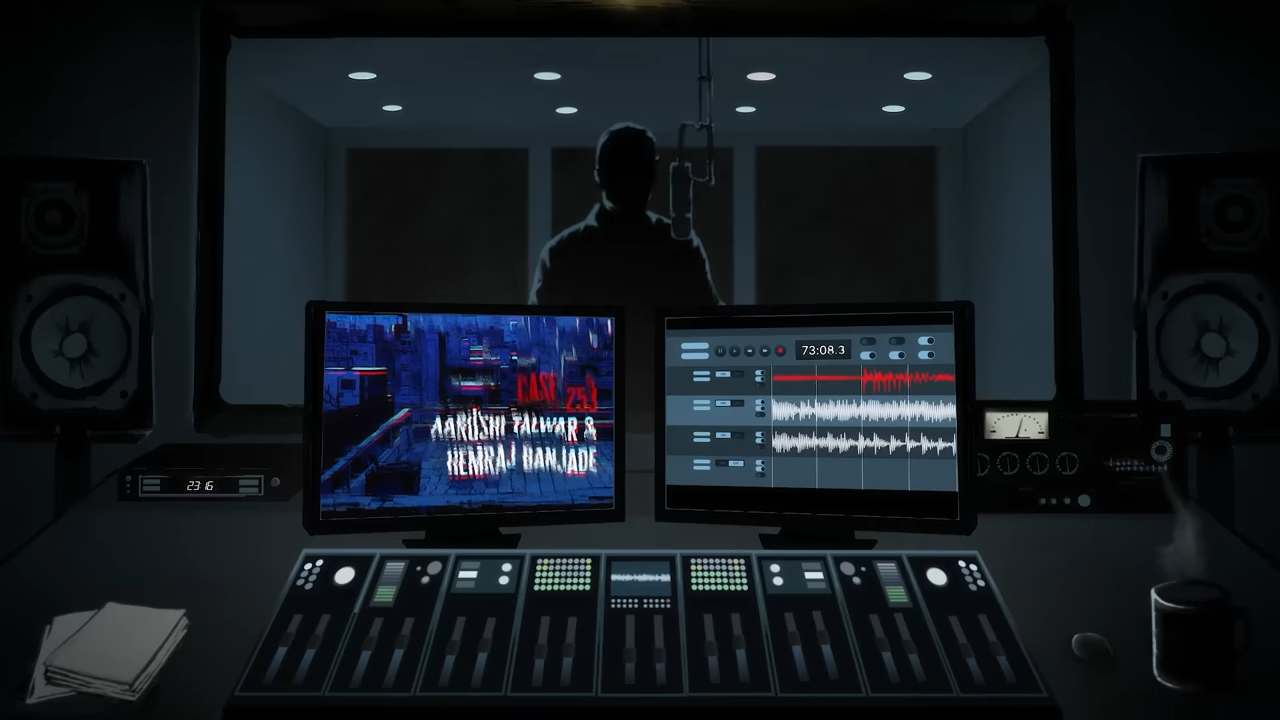 CASE 253
AARUSHI TALWAR &
HEMRAJ BANJADE
73:08.3
23 16